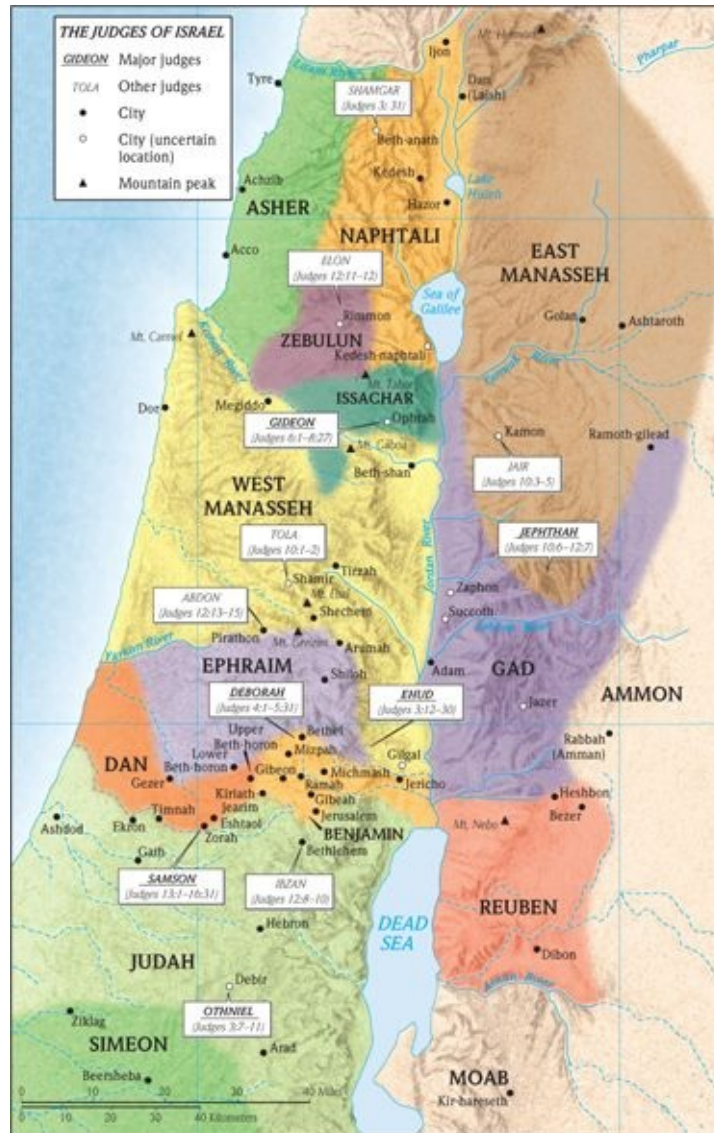 THE JUDGES OF ISRAEL
GIDEON Major judges
TOLA Other judges
City
City (uncertain
location)
Mountain peak
Ijon
Mt. Hermon
Pharpar
Litani River
Tyre
Dan
(Laish)
SHAMGAR
(Judges 3:31)
Beth-anath
Kedesh
Lake
Huleh
Achzib
Hazor
ASHER
NAPHTALI
EAST
MANASSEH
Acco
ELON
(Judges 12:11–12)
Sea of
Galilee
Rimmon
Golan
Ashtaroth
Mt. Carmel
Kishon River
ZEBULUN
Kedesh-naphtali
Yarmuk River
Mt. Tabor
ISSACHAR
Dor
Megiddo
GIDEON
(Judges 6:1–8:27)
Ophrah
Kamon
Ramoth-gilead
Mt. Gilboa
Beth-shan
JAIR
(Judges 10:3–5)
WEST
MANASSEH
TOLA
(Judges 10:1–2)
JEPHTHAH
(Judges 10:6–12:7)
Jordan River
Tirzah
Shamir
Mt. Ebal
Zaphon
ABDON
(Judges 12:13–15)
Shechem
Succoth
Pirathon
Mt. Gerizim
Arumah
Yarkon River
EPHRAIM
Shiloh
Adam
GAD
AMMON
DEBORAH
(Judges 4:1–5:31)
EHUD
(Judges 3:12–30)
Jazer
Upper
Beth-horon
Bethel
Mizpah
Rabbah
(Amman)
DAN
Lower
Beth-horon
Gilgal
Gezer
Gibeon
Michmash
Jericho
Ramah
Kiriath
Jearim
Gibeah
Heshbon
Bezer
Timnah
Eshtaol
Jerusalem
Ashdod
Ekron
Zorah
BENJAMIN
Mt. Nebo
Gath
Bethlehem
SAMSON
(Judges 13:1–16:31)
IBZAN
(Judges 12:8–10)
REUBEN
Hebron
DEAD
SEA
JUDAH
Dibon
Debir
Arnon River
OTHNIEL
(Judges 3:7–11)
Ziklag
SIMEON
Arad
Beersheba
MOAB
Kir-hareseth
0 10 20 30 40 Miles
0 10 20 30 40 Kilometers